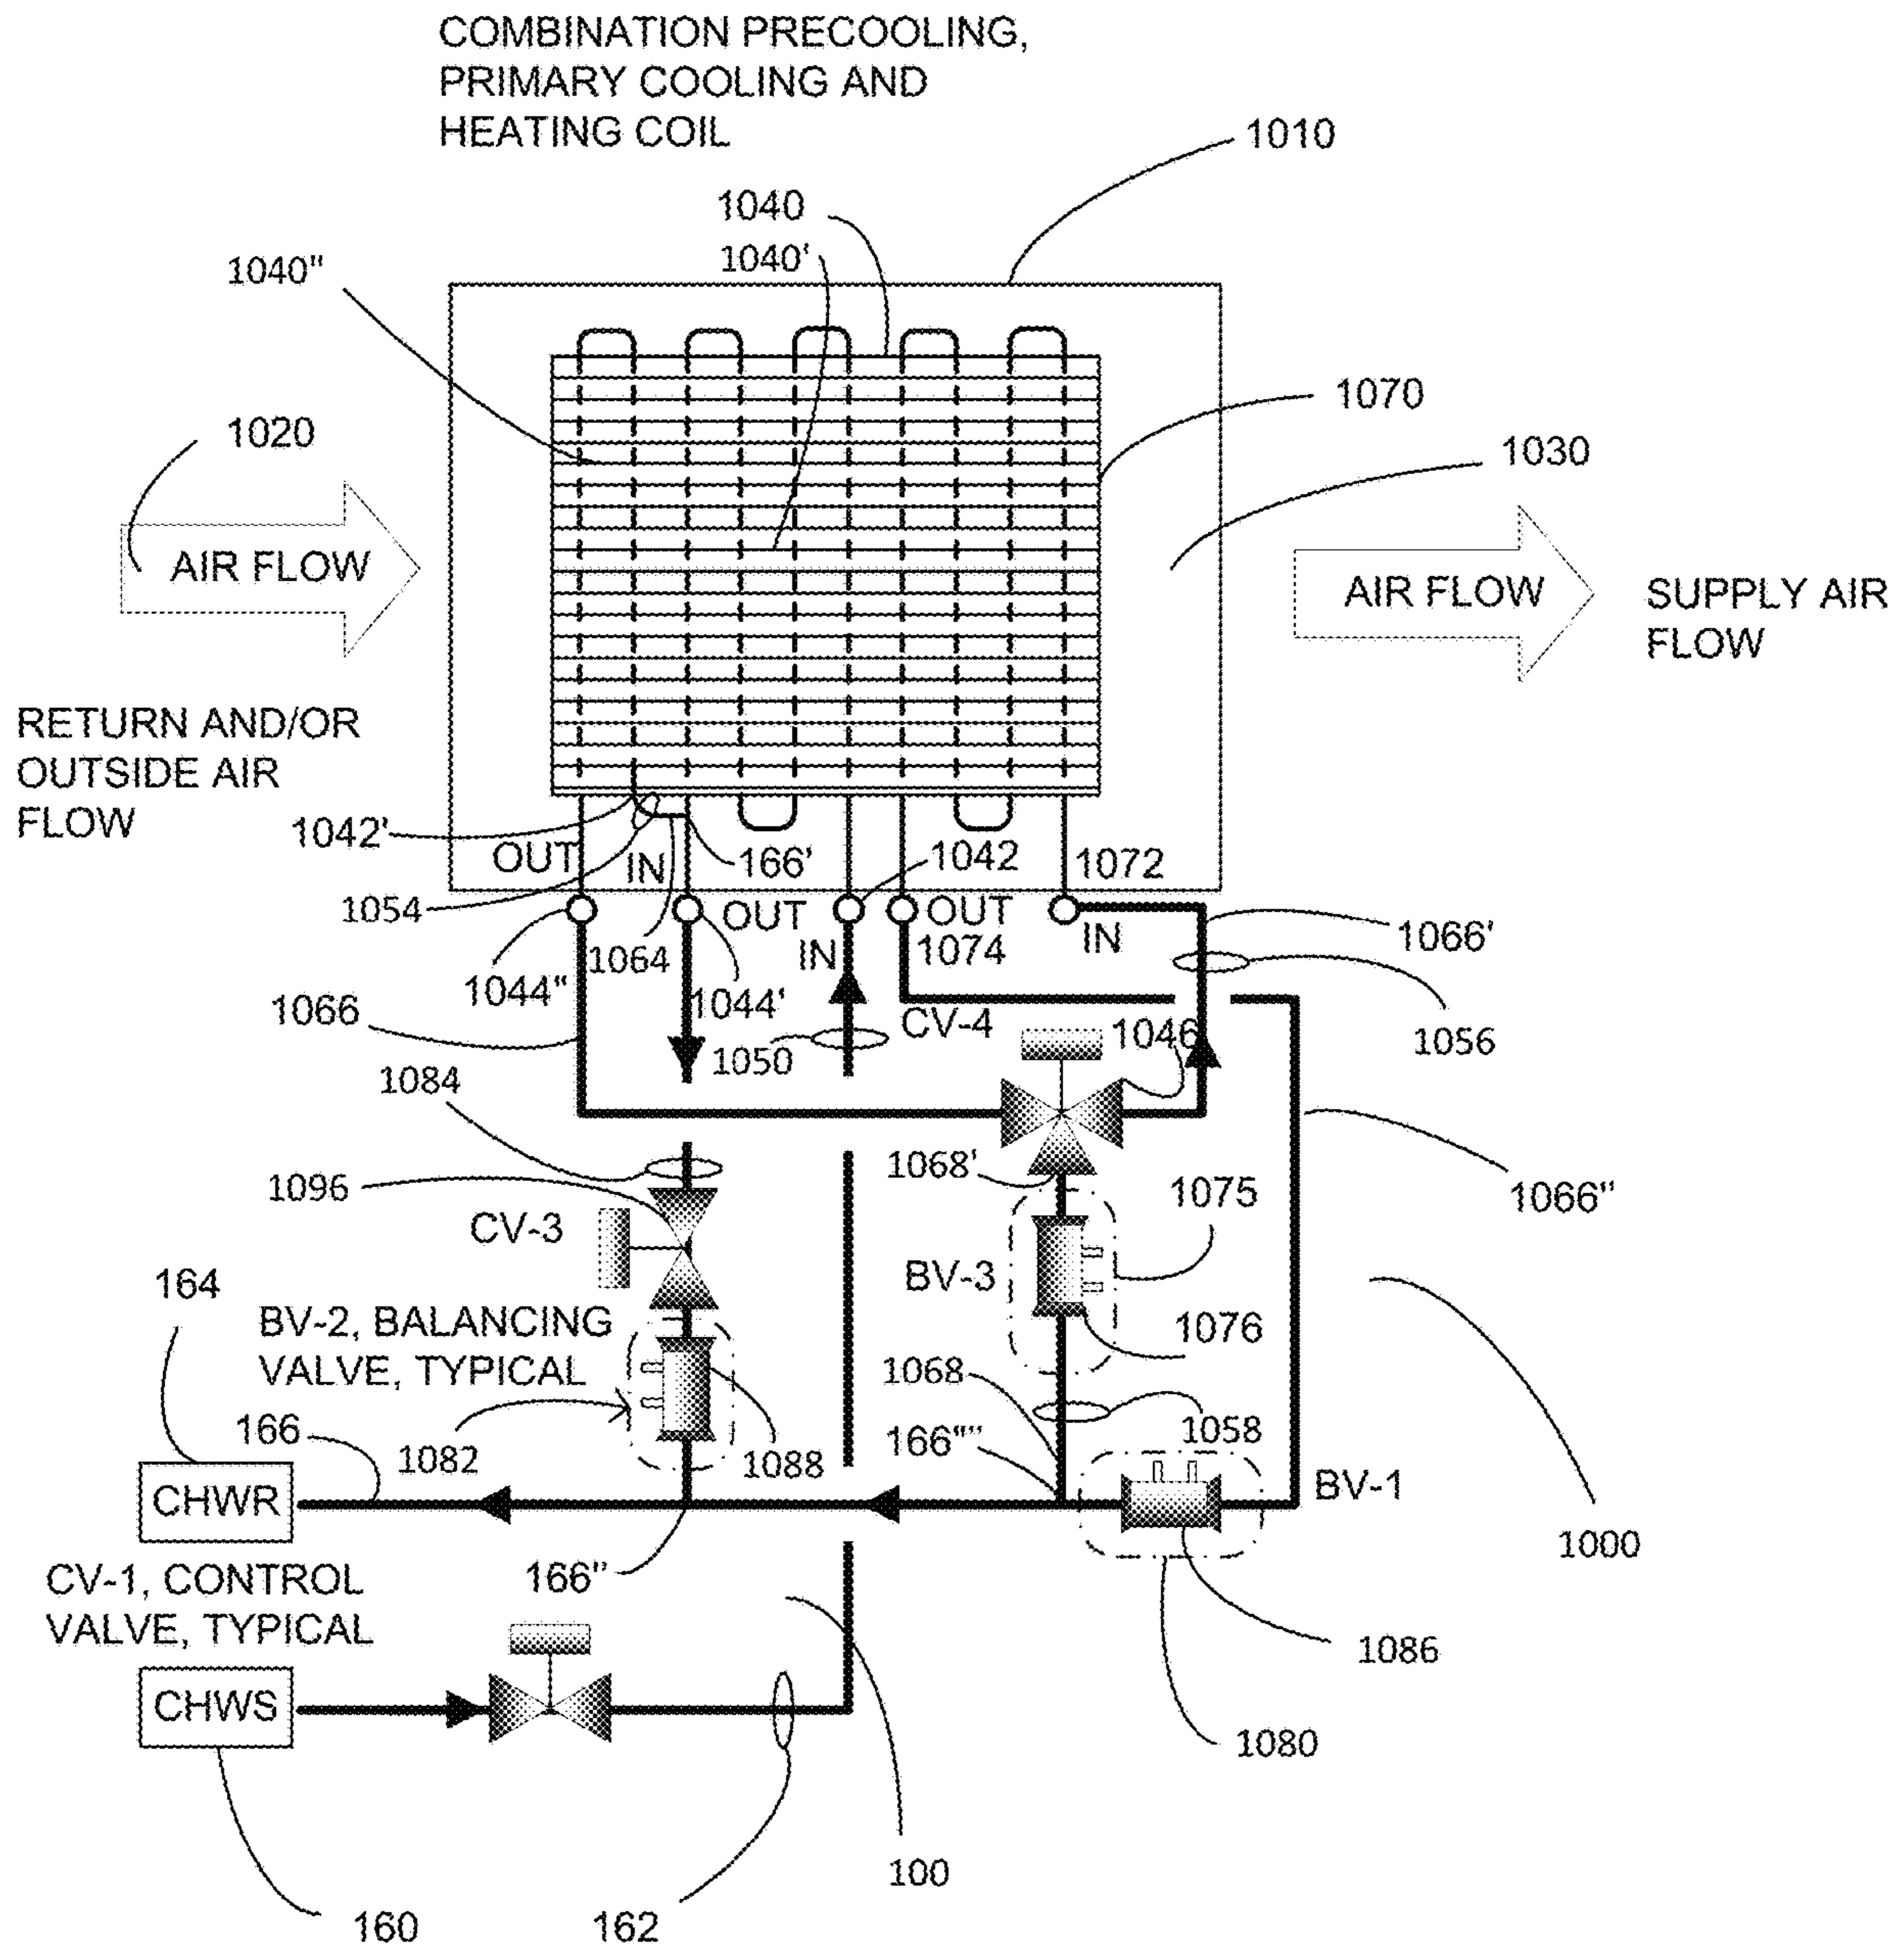 COMBINATION PRECOOLING,
PRIMARY COOLING AND
HEATING COIL
1010
1040
1040'
1040"
1070
1020
1030
AIR FLOW
AIR FLOW
SUPPLY AIR
FLOW
RETURN AND/OR
OUTSIDE AIR
FLOW
1042'
OUT
IN
166'
1042
1072
1054
OUT
OUT
1066'
1064
IN
1074
IN
1044"
1044'
1066
CV-4
1046
1050
1056
1084
1068'
1075
1096
1066"
CV-3
BV-3
164
BV-2, BALANCING
VALVE, TYPICAL
1076
1068
166
1082
1088
166""
1058
CHWR
BV-1
1000
166"
CV-1, CONTROL
VALVE, TYPICAL
1086
CHWS
1080
100
160
162